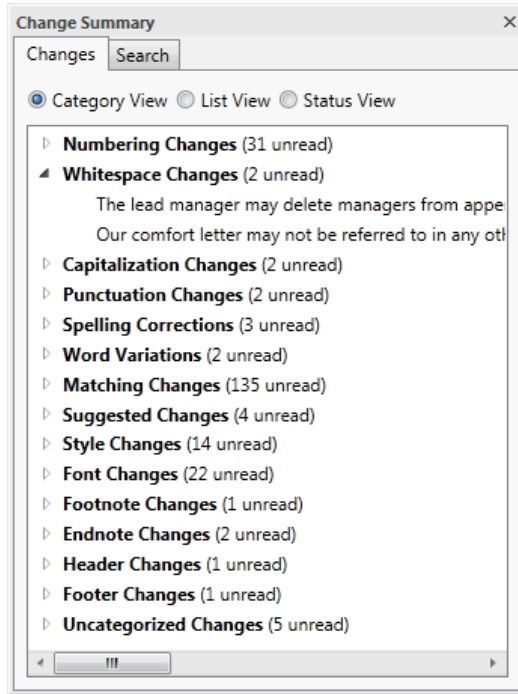 Change Summary
Changes Search
Category View List View Status View
Numbering Changes (31 unread)
Whitespace Changes (2 unread)
The lead manager may delete managers from appe
Our comfort letter may not be referred to in any oth
Capitalization Changes (2 unread)
Punctuation Changes (2 unread)
Spelling Corrections (3 unread)
Word Variations (2 unread)
Matching Changes (135 unread)
Suggested Changes (4 unread)
Style Changes (14 unread)
Font Changes (22 unread)
Footnote Changes (1 unread)
Endnote Changes (2 unread)
Header Changes (1 unread)
Footer Changes (1 unread)
Uncategorized Changes (5 unread)